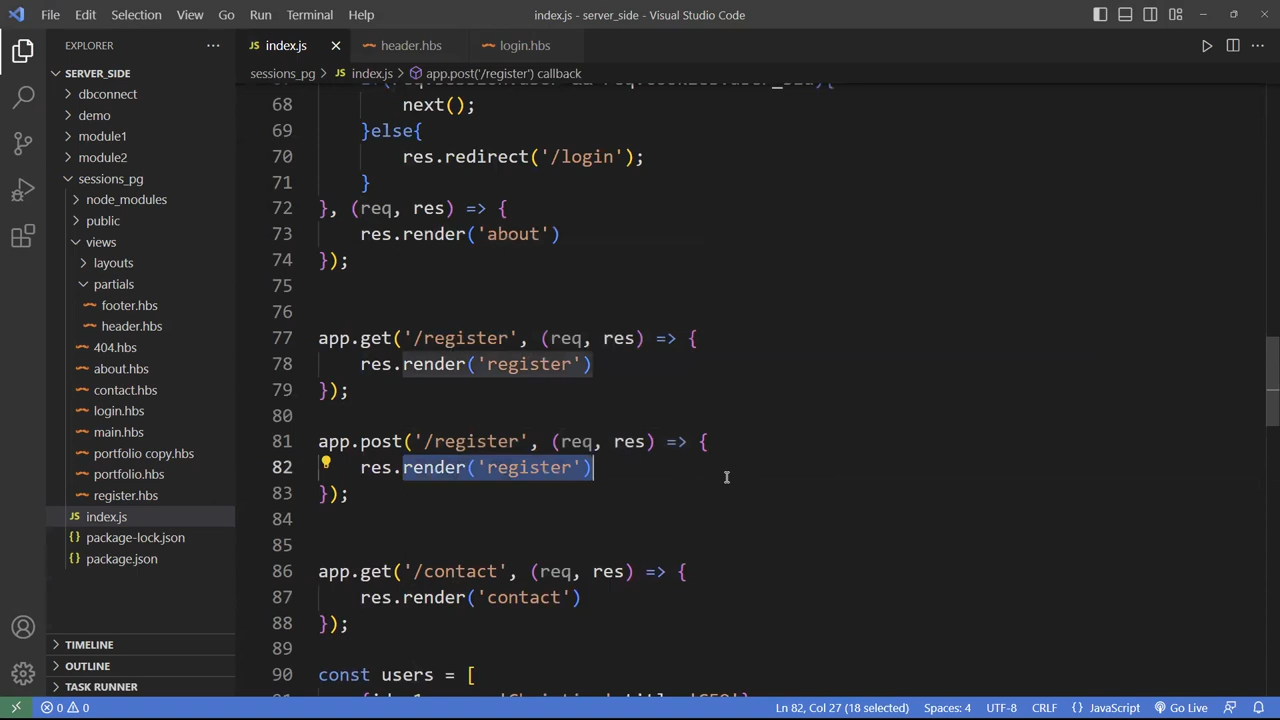 File Edit Selection View Go Run Terminal Help
index.js - server_side - Visual Studio Code
EXPLORER
SERVER_SIDE
dbconnect
demo
module1
module2
sessions_pg
node_modules
public
views
layouts
partials
footer.hbs
header.hbs
404.hbs
about.hbs
contact.hbs
login.hbs
main.hbs
portfolio copy.hbs
portfolio.hbs
register.hbs
JS index.js
{} package-lock.json
{} package.json
TIMELINE
OUTLINE
TASK RUNNER
JS index.js header.hbs login.hbs
sessions_pg > JS index.js > app.post('/register') callback
68 next();
69 }else{
70 res.redirect('/login');
71 }
72 }, (req, res) => {
73 res.render('about')
74 });
75
76
77 app.get('/register', (req, res) => {
78 res.render('register')
79 });
80
81 app.post('/register', (req, res) => {
82 res.render('register')
83 });
84
85
86 app.get('/contact', (req, res) => {
87 res.render('contact')
88 });
89
90 const users = [
0 0 Ln 82, Col 27 (18 selected) Spaces: 4 UTF-8 CRLF {} JavaScript Go Live